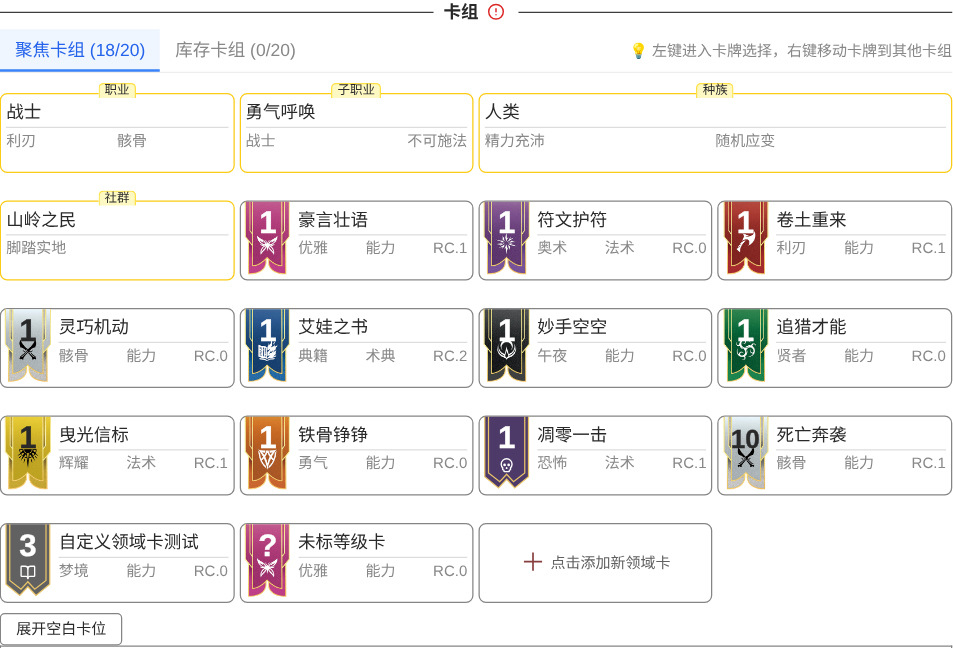 卡组
聚焦卡组 (18/20) 库存卡组 (0/20) 左键进入卡牌选择，右键移动卡牌到其他卡组
职业 子职业 种族
战士 勇气呼唤 人类
利刃 骸骨 战士 不可施法 精力充沛 随机应变
社群
山岭之民 1 豪言壮语 1 符文护符 1 卷土重来
脚踏实地 优雅 能力 RC.1 奥术 法术 RC.0 利刃 能力 RC.1
1 灵巧机动 1 艾娃之书 1 妙手空空 1 追猎才能
骸骨 能力 RC.0 典籍 术典 RC.2 午夜 能力 RC.0 贤者 能力 RC.0
1 曳光信标 1 铁骨铮铮 1 凋零一击 10 死亡奔袭
辉耀 法术 RC.1 勇气 能力 RC.0 恐怖 法术 RC.1 骸骨 能力 RC.1
3 自定义领域卡测试 ? 未标等级卡
梦境 能力 RC.0 优雅 能力 RC.0 点击添加新领域卡
展开空白卡位